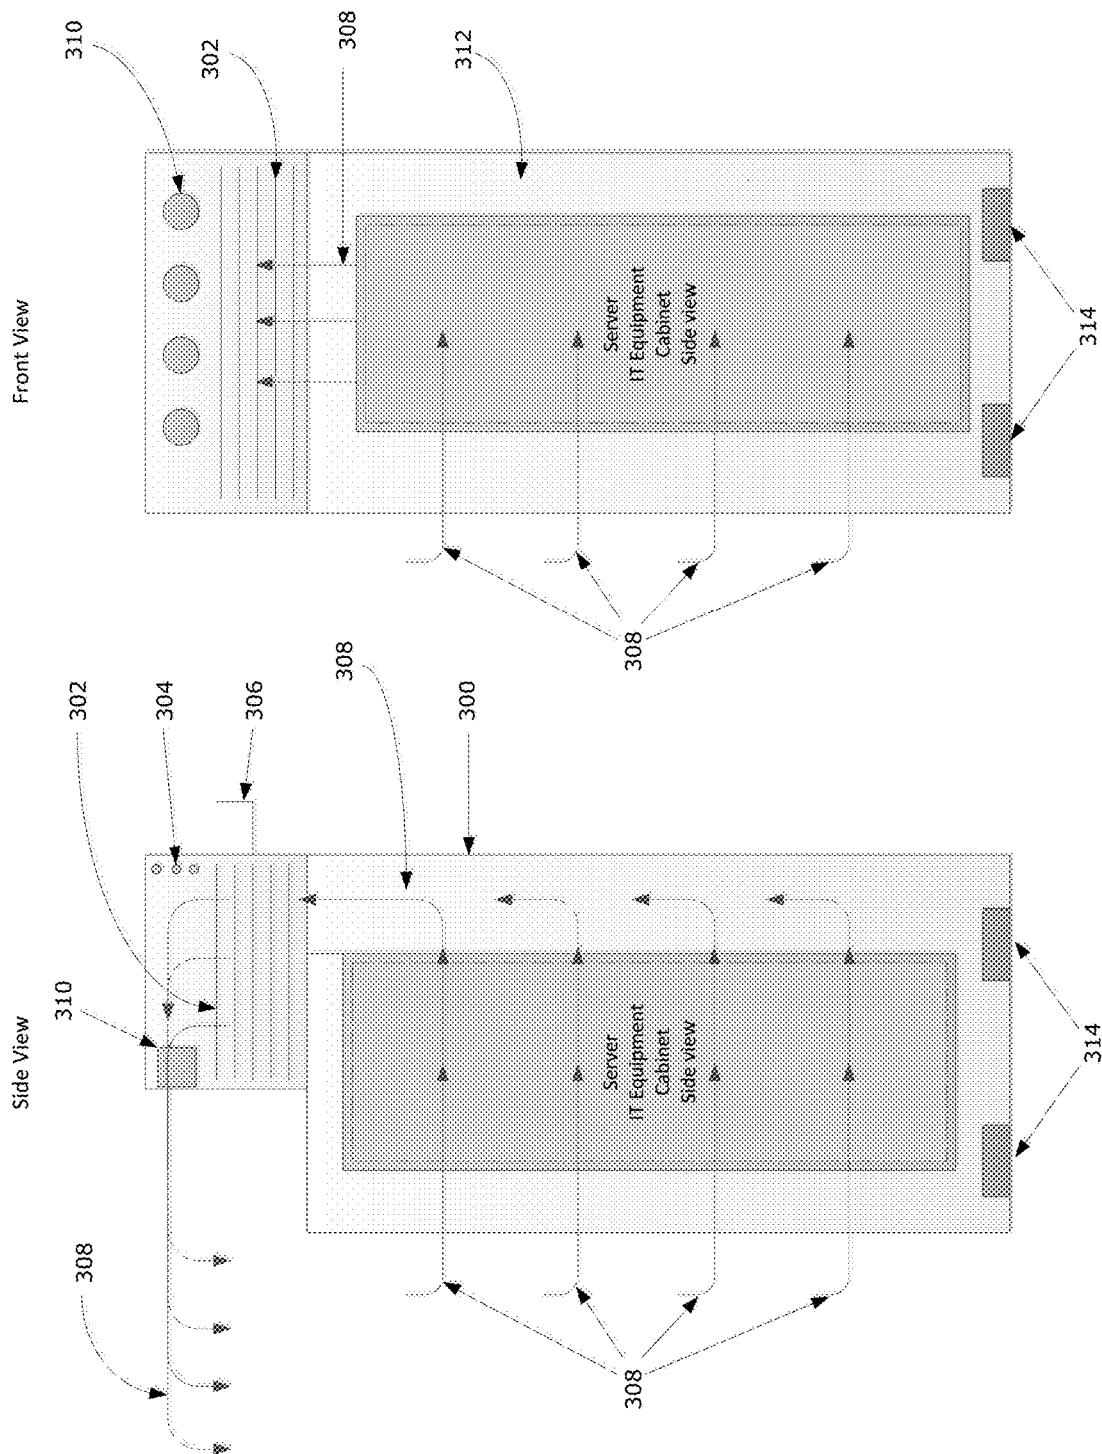 Side View
308
310
302
304
306
308
300
Server
IT Equipment
Cabinet
Side view
308
314
Front View
310
302
308
312
Server
IT Equipment
Cabinet
Side view
308
314